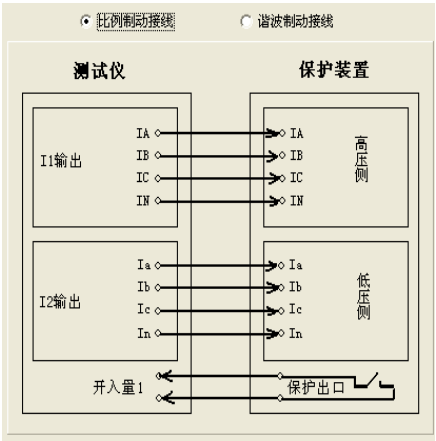 比例制动接线 谐波制动接线
测试仪 保护装置
IA IA
I1输出 IB IB 高压侧
IC IC
IN IN
Ia Ia
I2输出 Ib Ib 低压侧
Ic Ic
In In
开入量1 保护出口